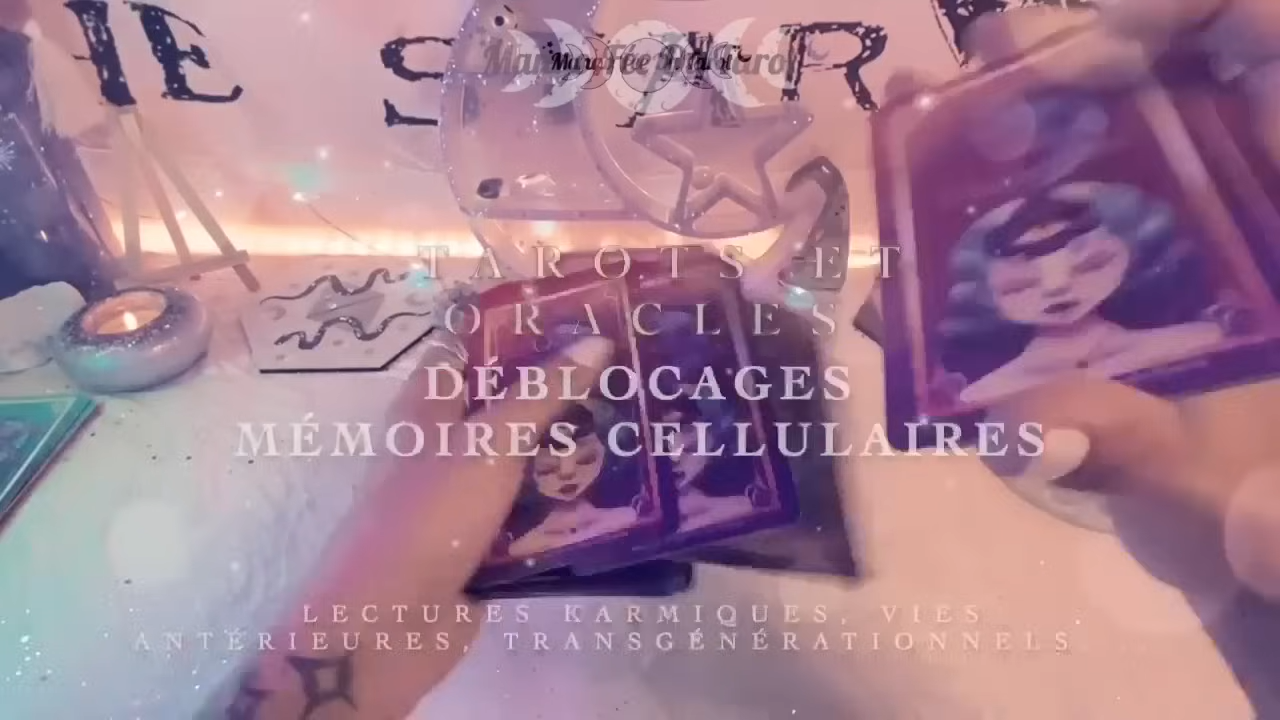 TAROTS ET
ORACLES
DÉBLOCAGES
MÉMOIRES CELLULAIRES
LECTURES KARMIQUES, VIES
ANTÉRIEURES, TRANSGÉNÉRATIONNELS